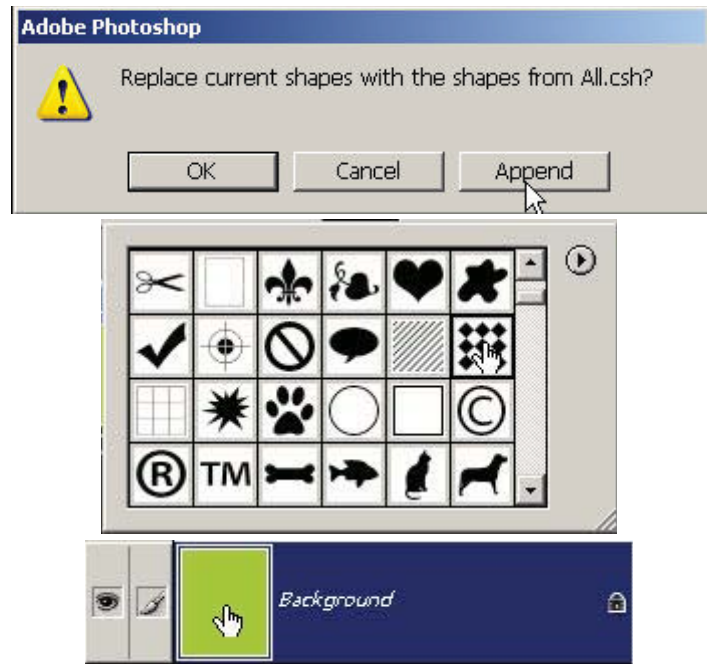 Adobe Photoshop
Replace current shapes with the shapes from All.csh?
OK Cancel Append
©
® TM
Background